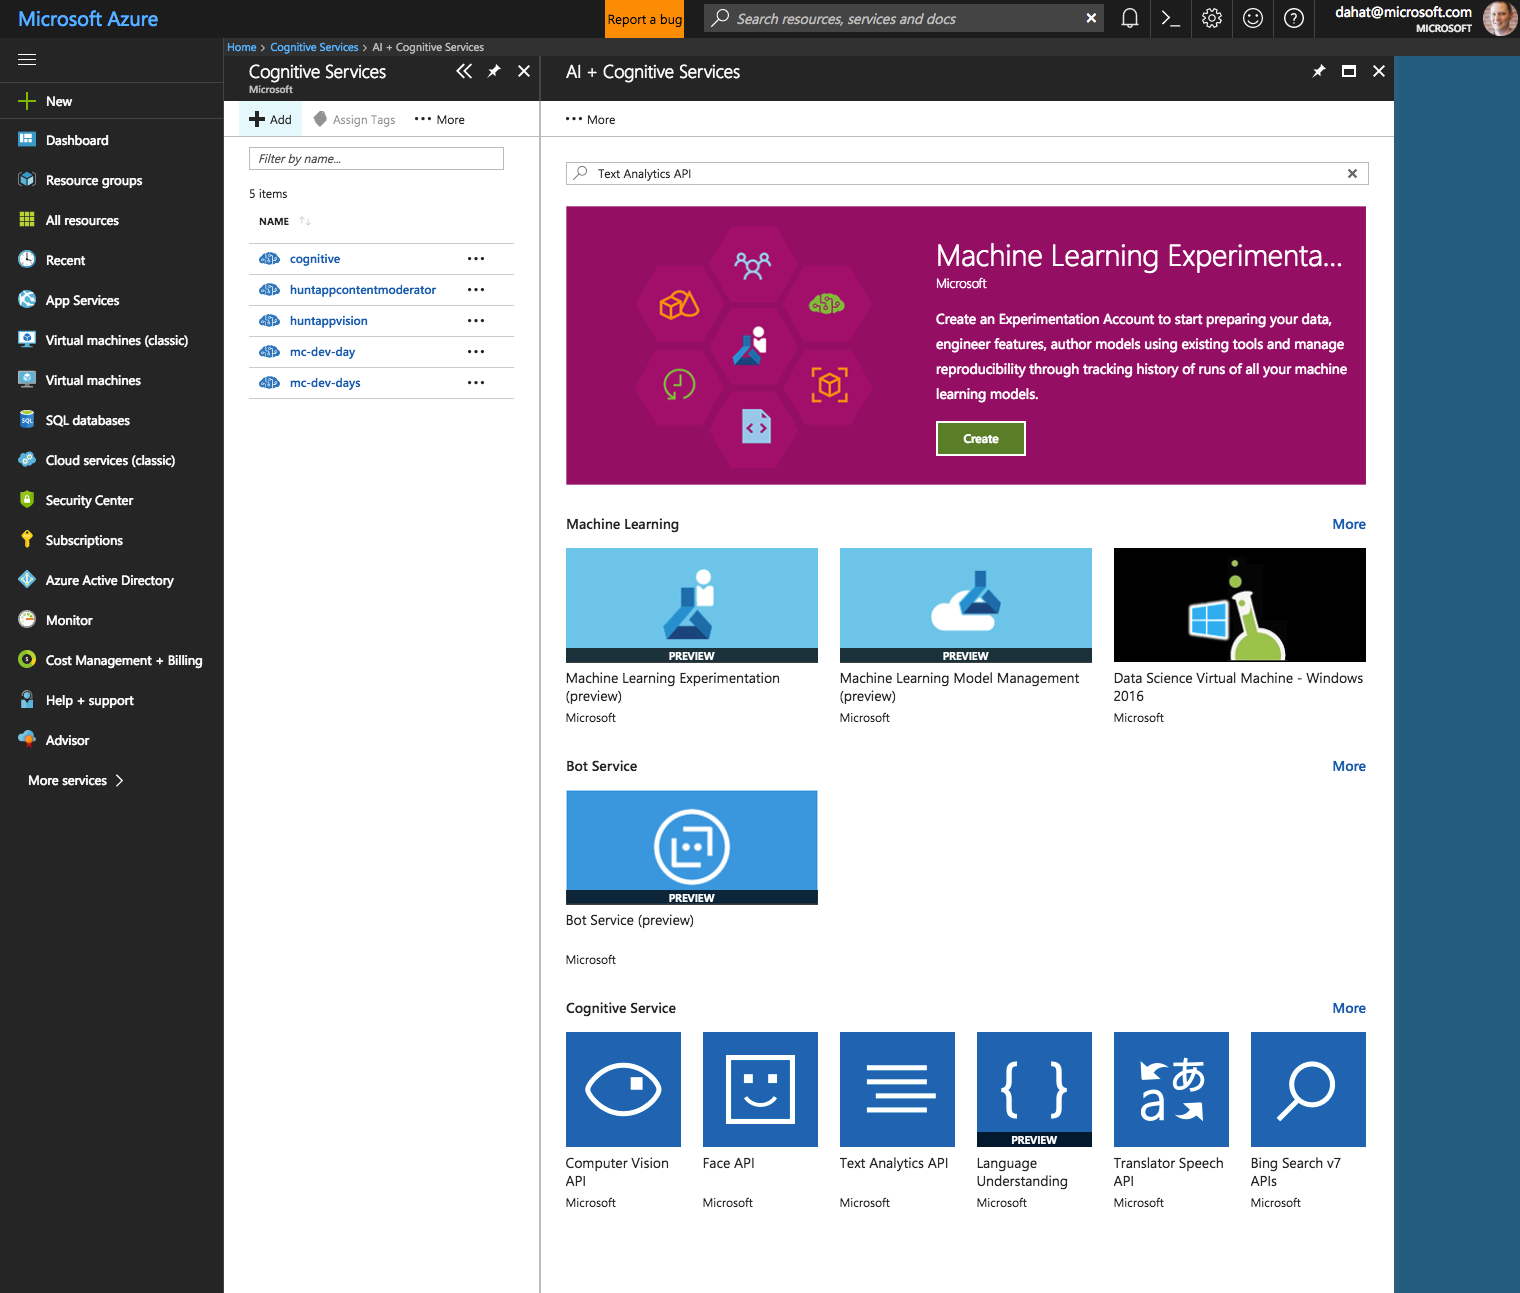 Microsoft Azure
Report a bug
Search resources, services and docs
dahat@microsoft.com
MICROSOFT
Home > Cognitive Services > AI + Cognitive Services
New
Dashboard
Resource groups
All resources
Recent
App Services
Virtual machines (classic)
Virtual machines
SQL databases
Cloud services (classic)
Security Center
Subscriptions
Azure Active Directory
Monitor
Cost Management + Billing
Help + support
Advisor
More services >
Cognitive Services
Microsoft
Add
Assign Tags
More
Filter by name...
5 items
NAME
cognitive
huntappcontentmoderator
huntappvision
mc-dev-day
mc-dev-days
AI + Cognitive Services
More
Text Analytics API
Machine Learning Experimenta...
Microsoft
Create an Experimentation Account to start preparing your data,
engineer features, author models using existing tools and manage
reproducibility through tracking history of runs of all your machine
learning models.
Create
Machine Learning
More
PREVIEW
Machine Learning Experimentation
(preview)
Microsoft
PREVIEW
Machine Learning Model Management
(preview)
Microsoft
Data Science Virtual Machine - Windows
2016
Microsoft
Bot Service
More
PREVIEW
Bot Service (preview)
Microsoft
Cognitive Service
More
Computer Vision
API
Microsoft
Face API
Microsoft
Text Analytics API
Microsoft
{ }
PREVIEW
Language
Understanding
Microsoft
あ
a
Translator Speech
API
Microsoft
Bing Search v7
APIs
Microsoft